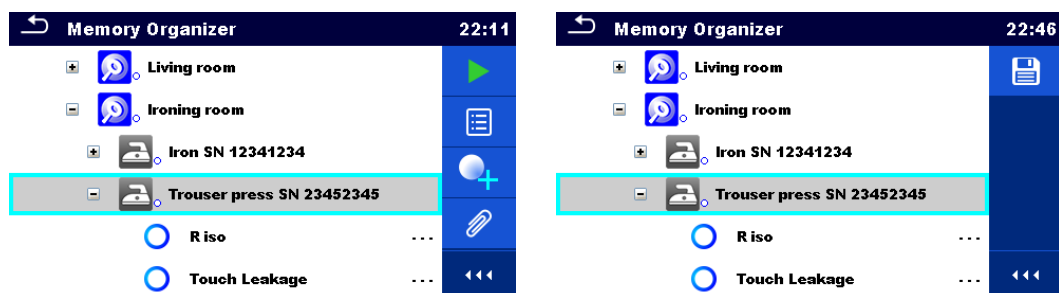 Memory Organizer 22:11
Living room
Ironing room
Iron SN 12341234
Trouser press SN 23452345
R iso ---
Touch Leakage ---
Memory Organizer 22:46
Living room
Ironing room
Iron SN 12341234
Trouser press SN 23452345
R iso ---
Touch Leakage ---